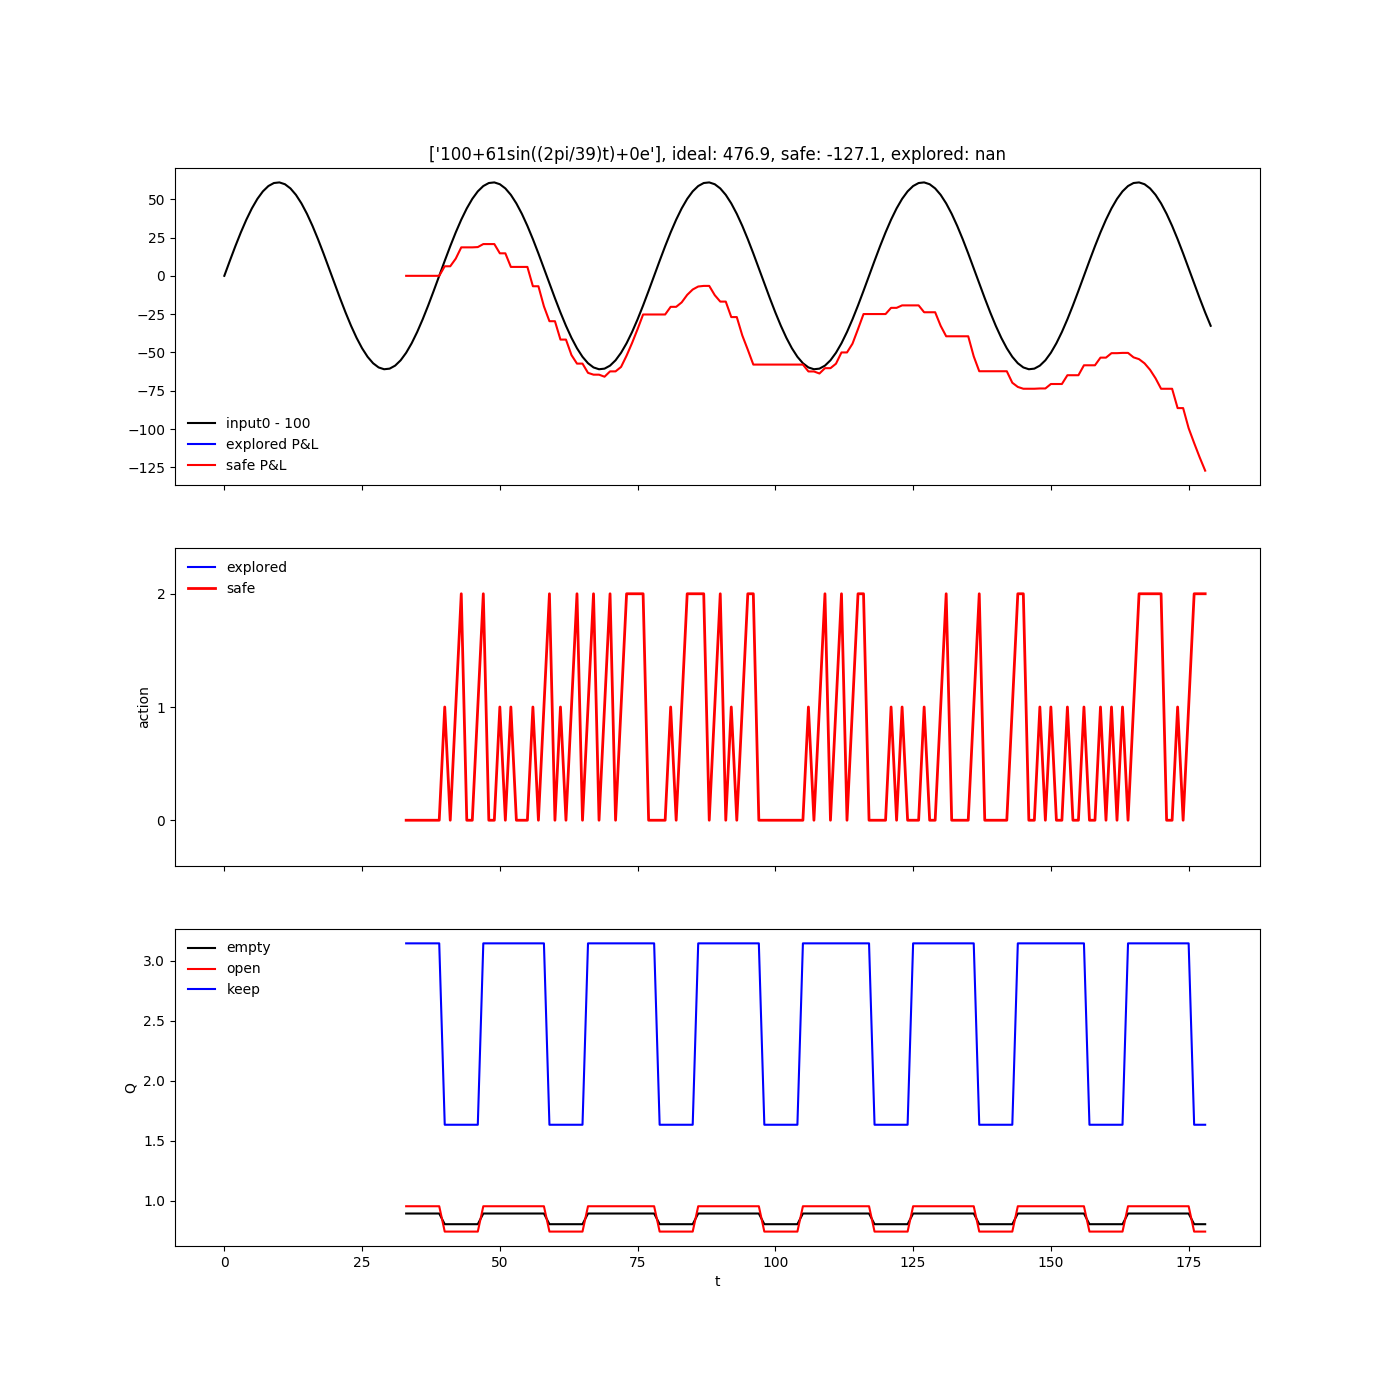 ['100+61sin((2pi/39)t)+0e'], ideal: 476.9, safe: -127.1, explored: nan
50
25
0
−25
−50
−75
−100
−125
input0 - 100
explored P&L
safe P&L
2
1
0
action
explored
safe
3.0
2.5
2.0
1.5
1.0
Q
empty
open
keep
0 25 50 75 100 125 150 175
t